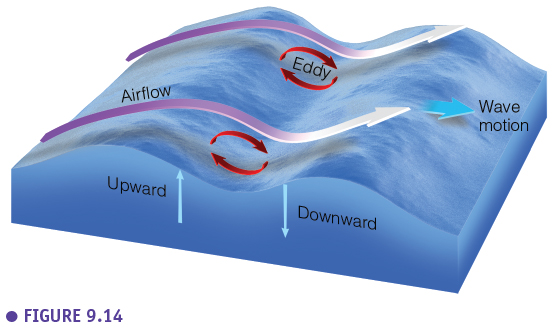 Eddy
Airflow
Wave
motion
Upward
Downward
● FIGURE 9.14